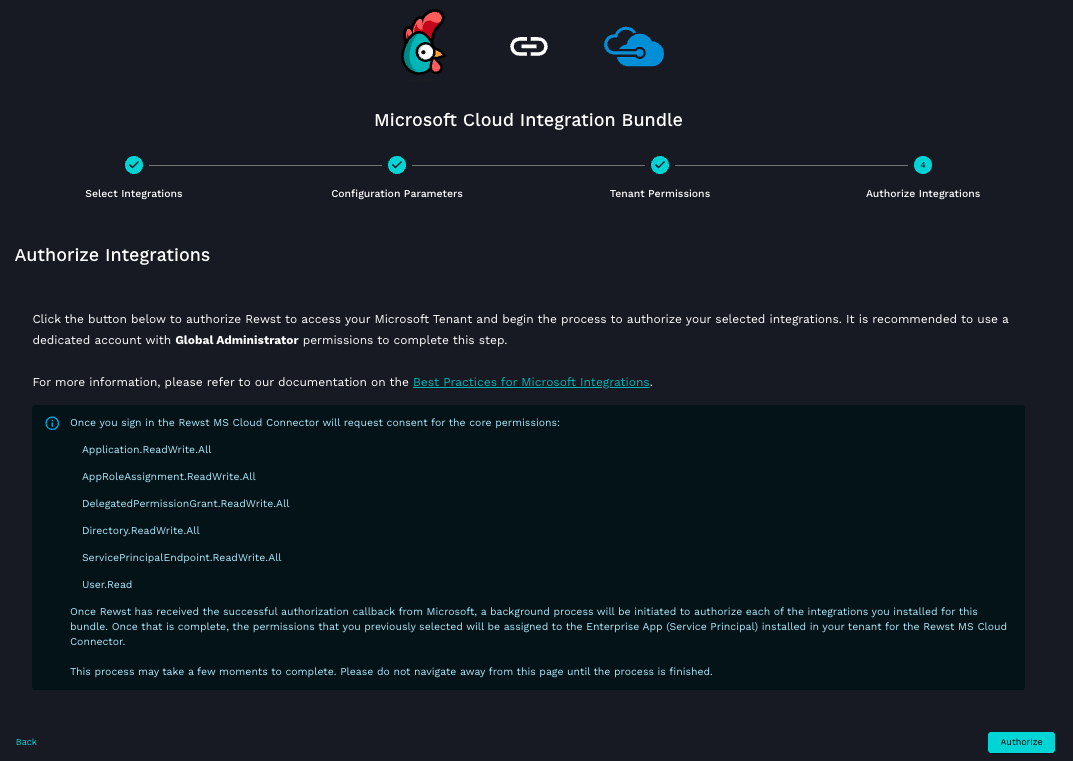 Microsoft Cloud Integration Bundle
4
Select Integrations
Configuration Parameters
Tenant Permissions
Authorize Integrations
Authorize Integrations
Click the button below to authorize Rewst to access your Microsoft Tenant and begin the process to authorize your selected integrations. It is recommended to use a
dedicated account with Global Administrator permissions to complete this step.
For more information, please refer to our documentation on the Best Practices for Microsoft Integrations.
Once you sign in the Rewst MS Cloud Connector will request consent for the core permissions:
Application.ReadWrite.All
AppRoleAssignment.ReadWrite.All
DelegatedPermissionGrant.ReadWrite.All
Directory.ReadWrite.All
ServicePrincipalEndpoint.ReadWrite.All
User.Read
Once Rewst has received the successful authorization callback from Microsoft, a background process will be initiated to authorize each of the integrations you installed for this
bundle. Once that is complete, the permissions that you previously selected will be assigned to the Enterprise App (Service Principal) installed in your tenant for the Rewst MS Cloud
Connector.
This process may take a few moments to complete. Please do not navigate away from this page until the process is finished.
Back
Authorize